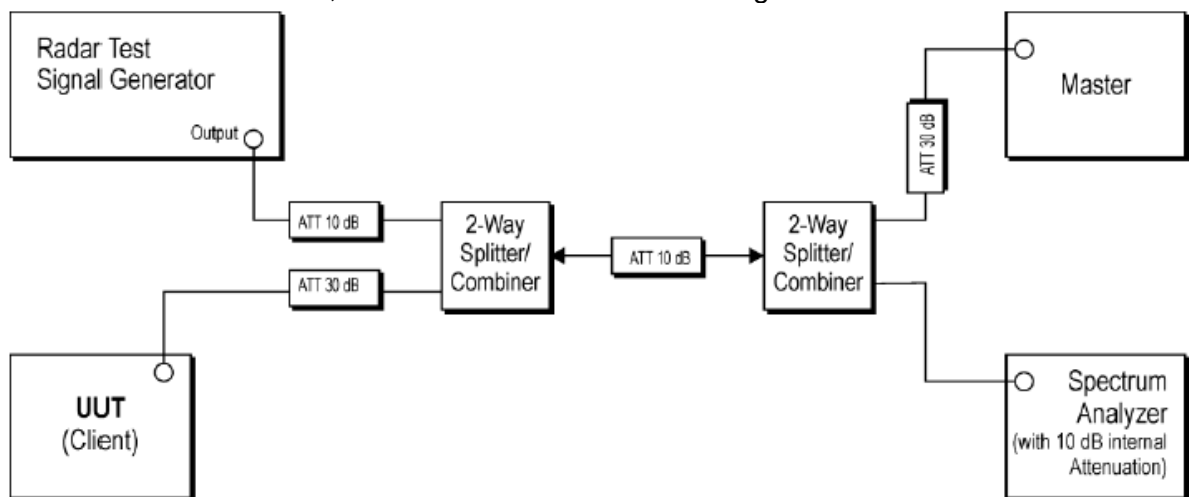 Radar Test
Signal Generator
Output
ATT 10 dB
ATT 30 dB
2-Way
Splitter/
Combiner
ATT 10 dB
2-Way
Splitter/
Combiner
ATT 30 dB
Master
UUT
(Client)
Spectrum
Analyzer
(with 10 dB internal
Attenuation)